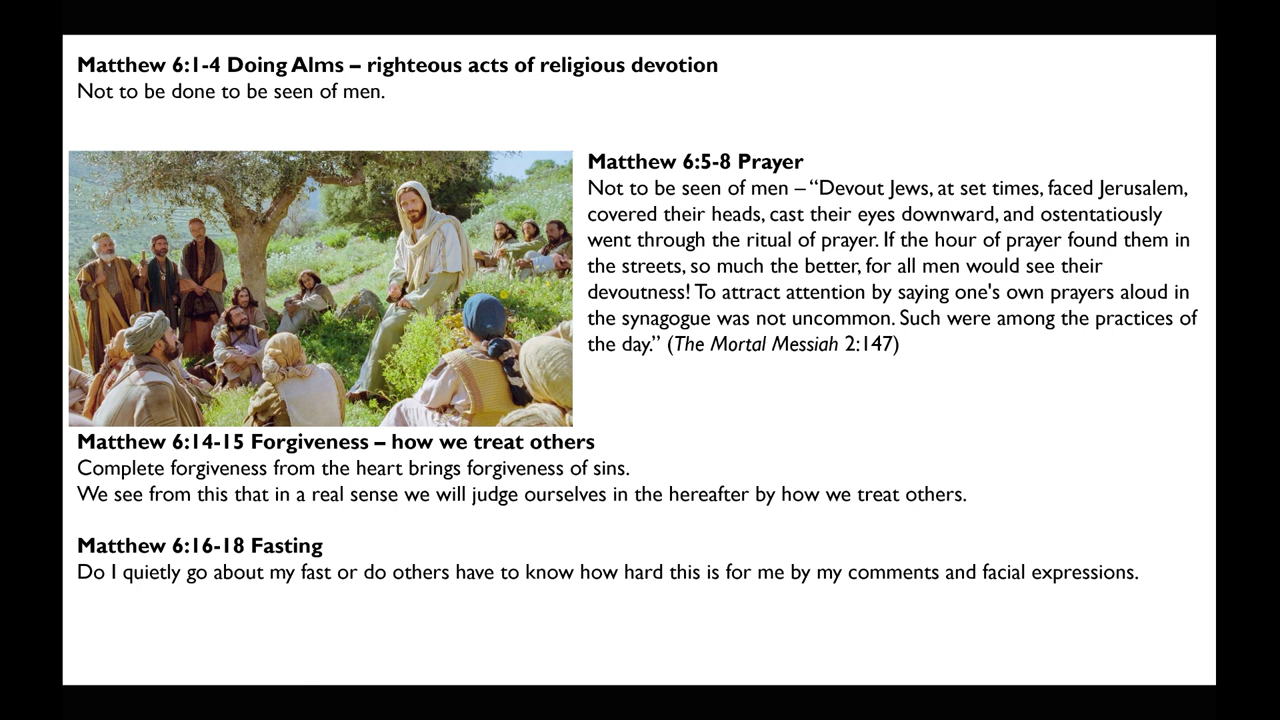 Matthew 6:1-4 Doing Alms – righteous acts of religious devotion
Not to be done to be seen of men.
Matthew 6:5-8 Prayer
Not to be seen of men – “Devout Jews, at set times, faced Jerusalem,
covered their heads, cast their eyes downward, and ostentatiously
went through the ritual of prayer. If the hour of prayer found them in
the streets, so much the better, for all men would see their
devoutness! To attract attention by saying one's own prayers aloud in
the synagogue was not uncommon. Such were among the practices of
the day.” (The Mortal Messiah 2:147)
Matthew 6:14-15 Forgiveness – how we treat others
Complete forgiveness from the heart brings forgiveness of sins.
We see from this that in a real sense we will judge ourselves in the hereafter by how we treat others.
Matthew 6:16-18 Fasting
Do I quietly go about my fast or do others have to know how hard this is for me by my comments and facial expressions.